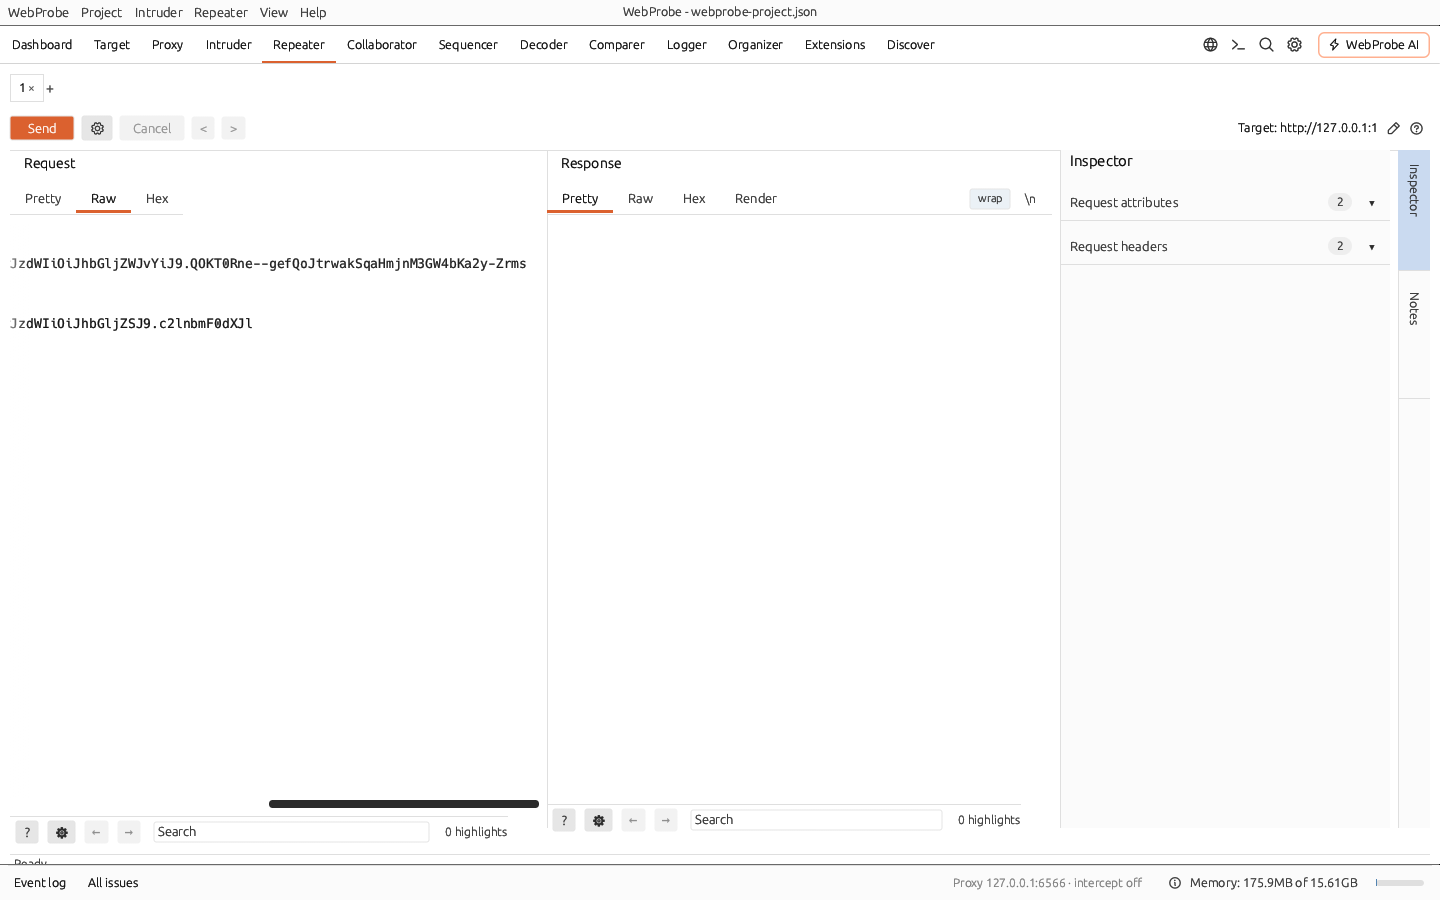 WebProbe Project Intruder Repeater View Help WebProbe - webprobe-project.json
Dashboard Target Proxy Intruder Repeater Collaborator Sequencer Decoder Comparer Logger Organizer Extensions Discover WebProbe AI
1 × +
Send Cancel < > Target: http://127.0.0.1:1
Request
Pretty Raw Hex
JzdWIiOiJhbGljZWJvYiJ9.QOKT0Rne--gefQoJtrwakSqaHmjnM3GW4bKa2y-Zrms
JzdWIiOiJhbGljZSJ9.c2lnbmF0dXJl
? ← → Search 0 highlights
Response
Pretty Raw Hex Render wrap \n
? ← → Search 0 highlights
Inspector
Request attributes 2 ▾
Request headers 2 ▾
Inspector
Notes
Ready
Event log All issues Proxy 127.0.0.1:6566 · intercept off Memory: 175.9MB of 15.61GB